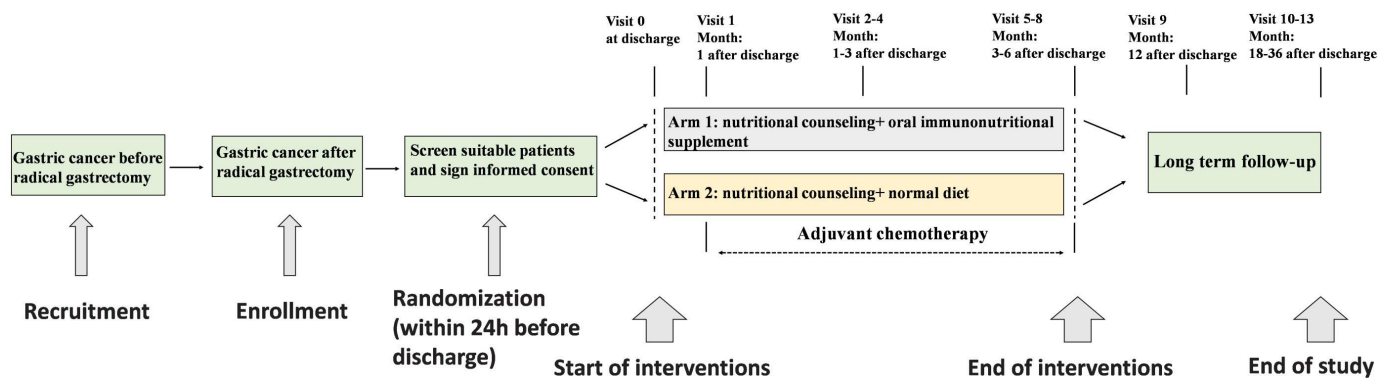 Visit 0
at discharge
Visit 1
Month:
1 after discharge
Visit 2-4
Month:
1-3 after discharge
Visit 5-8
Month:
3-6 after discharge
Visit 9
Month:
12 after discharge
Visit 10-13
Month:
18-36 after discharge
Gastric cancer before
radical gastrectomy
Gastric cancer after
radical gastrectomy
Screen suitable patients
and sign informed consent
Arm 1: nutritional counseling+ oral immunonutritional
supplement
Arm 2: nutritional counseling+ normal diet
Adjuvant chemotherapy
Long term follow-up
Recruitment
Enrollment
Randomization
(within 24h before
discharge)
Start of interventions
End of interventions
End of study